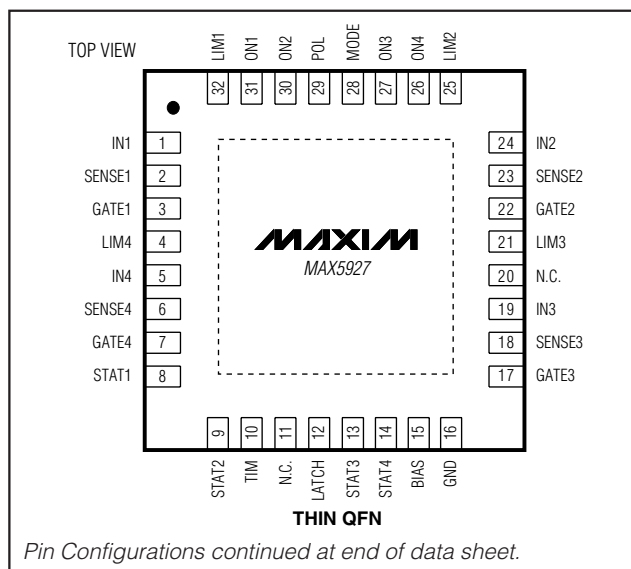 TOP VIEW
LIM1
ON1
ON2
POL
MODE
ON3
ON4
LIM2
32
31
30
29
28
27
26
25
IN1 1
SENSE1 2
GATE1 3
LIM4 4
IN4 5
SENSE4 6
GATE4 7
STAT1 8
MAXIM
MAX5927
24 IN2
23 SENSE2
22 GATE2
21 LIM3
20 N.C.
19 IN3
18 SENSE3
17 GATE3
9
10
11
12
13
14
15
16
STAT2
TIM
N.C.
LATCH
STAT3
STAT4
BIAS
GND
THIN QFN
Pin Configurations continued at end of data sheet.